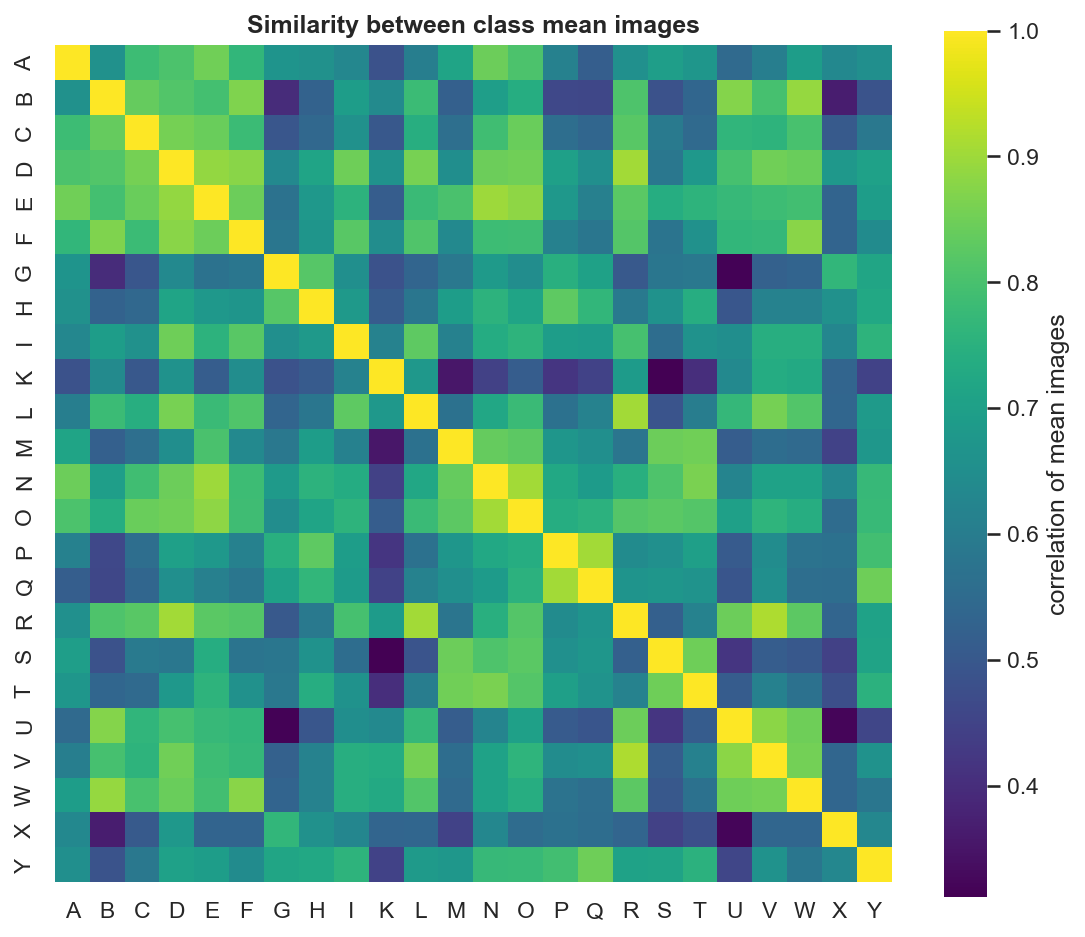 Similarity between class mean images
A
B
C
D
E
F
G
H
I
K
L
M
N
O
P
Q
R
S
T
U
V
W
X
Y
A B C D E F G H I K L M N O P Q R S T U V W X Y
1.0
0.9
0.8
0.7
0.6
0.5
0.4
correlation of mean images